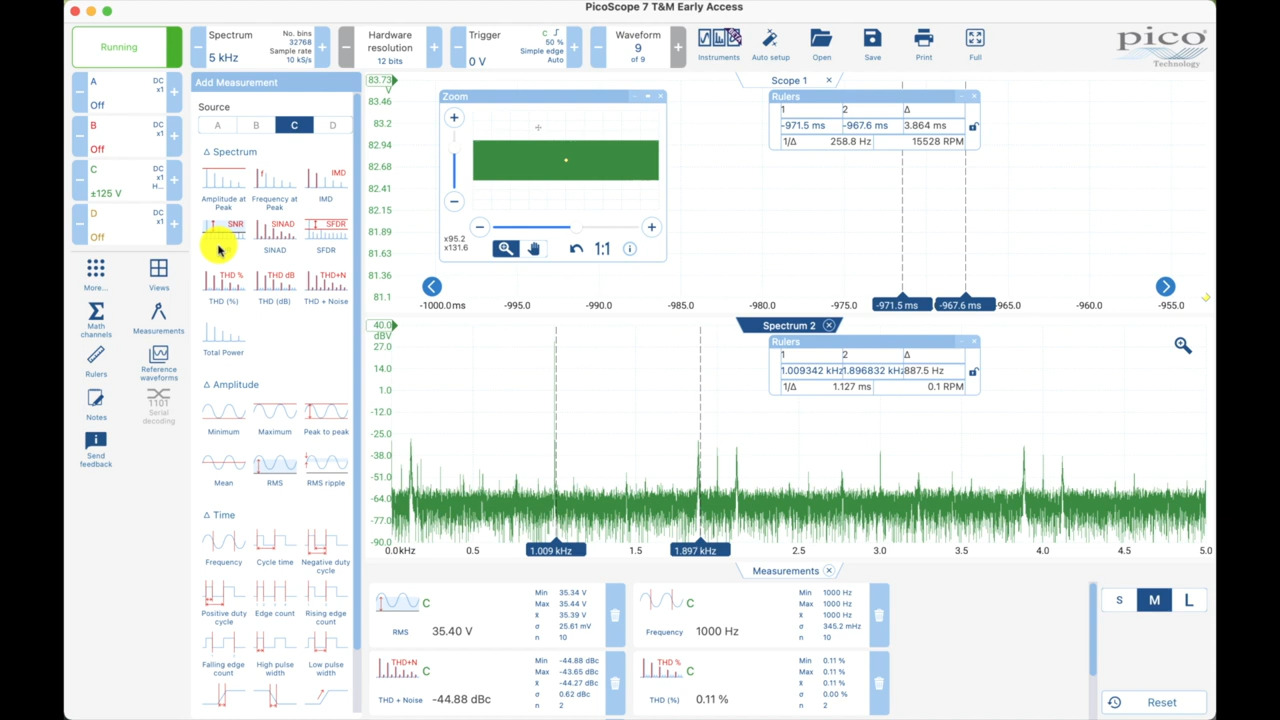 PicoScope 7 T&M Early Access
Running
Spectrum
5 kHz
No. bins
32768
Sample rate
10 kS/s
Hardware
resolution
12 bits
Trigger
0 V
C
50 %
Simple edge
Auto
Waveform
9
of 9
Instruments
Auto setup
Open
Save
Print
Full
pico
Technology
A
DC
x1
Off
B
DC
x1
Off
C
DC
x1
H...
±125 V
D
DC
x1
Off
More...
Views
Math
channels
Measurements
Rulers
Reference
waveforms
Notes
1101
Serial
decoding
Send
feedback
Add Measurement
Source
A B C D
Spectrum
Amplitude at
Peak
Frequency at
Peak
IMD
IMD
SNR
SINAD
SINAD
SFDR
SFDR
THD %
THD (%)
THD dB
THD (dB)
THD+N
THD + Noise
Total Power
Amplitude
Minimum
Maximum
Peak to peak
Mean
RMS
RMS ripple
Time
Frequency
Cycle time
Negative duty
cycle
Positive duty
cycle
Edge count
Rising edge
count
Falling edge
count
High pulse
width
Low pulse
width
Scope 1
83.73
V
83.46
83.2
82.94
82.68
82.41
82.15
81.89
81.63
81.36
81.1
Zoom
x95.2
x131.6
1:1
Rulers
1 2 Δ
-971.5 ms -967.6 ms 3.864 ms
1/Δ 258.8 Hz 15528 RPM
-1000.0 ms -995.0 -990.0 -985.0 -980.0 -975.0 -971.5 ms -967.6 ms -965.0 -960.0 -955.0
Spectrum 2
40.0
dBV
27.0
14.0
1.0
-12.0
-25.0
-38.0
-51.0
-64.0
-77.0
-90.0
Rulers
1 2 Δ
1.009342 kHz 1.896832 kHz 887.5 Hz
1/Δ 1.127 ms 0.1 RPM
0.0 kHz 0.5 1.009 kHz 1.5 1.897 kHz 2.5 3.0 3.5 4.0 4.5 5.0
Measurements
C
RMS 35.40 V
Min 35.34 V
Max 35.44 V
x̄ 35.39 V
σ 25.61 mV
n 10
C
Frequency 1000 Hz
Min 1000 Hz
Max 1000 Hz
x̄ 1000 Hz
σ 345.2 mHz
n 10
THD+N C
THD + Noise -44.88 dBc
Min -44.88 dBc
Max -43.65 dBc
x̄ -44.27 dBc
σ 0.62 dBc
n 2
THD % C
THD (%) 0.11 %
Min 0.11 %
Max 0.11 %
x̄ 0.11 %
σ 0.00 %
n 2
S M L
Reset